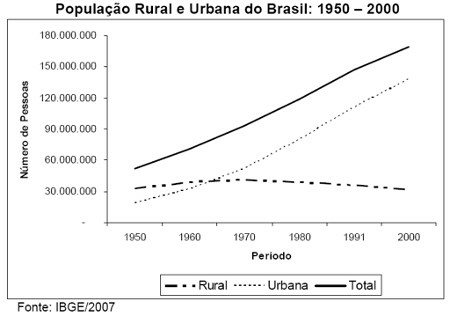 População Rural e Urbana do Brasil: 1950 – 2000
180.000.000
150.000.000
120.000.000
90.000.000
60.000.000
30.000.000
-
Número de Pessoas
1950 1960 1970 1980 1991 2000
Período
Rural Urbana Total
Fonte: IBGE/2007